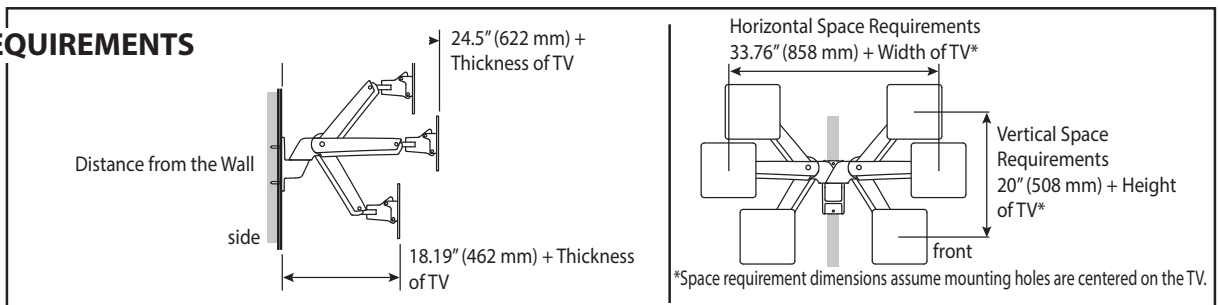 EQUIREMENTS
24.5" (622 mm) +
Thickness of TV
Distance from the Wall
side
18.19" (462 mm) + Thickness
of TV
Horizontal Space Requirements
33.76" (858 mm) + Width of TV*
Vertical Space
Requirements
20" (508 mm) + Height
of TV*
front
*Space requirement dimensions assume mounting holes are centered on the TV.